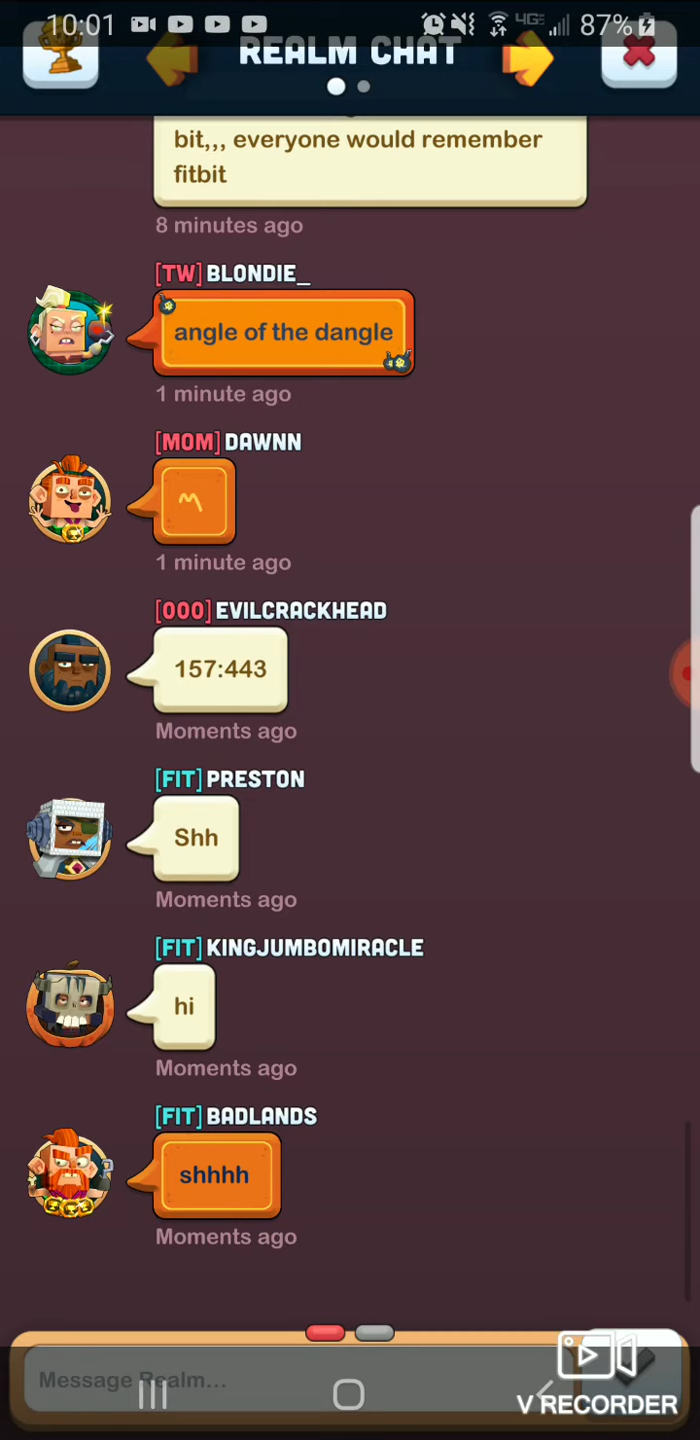 10:01
4GE
87%
REALM CHAT
bit,,, everyone would remember
fitbit
8 minutes ago
[TW] BLONDIE_
angle of the dangle
1 minute ago
[MOM] DAWNN
1 minute ago
[OOO] EVILCRACKHEAD
157:443
Moments ago
[FIT] PRESTON
Shh
Moments ago
[FIT] KINGJUMBOMIRACLE
hi
Moments ago
[FIT] BADLANDS
shhhh
Moments ago
Message Realm...
V RECORDER